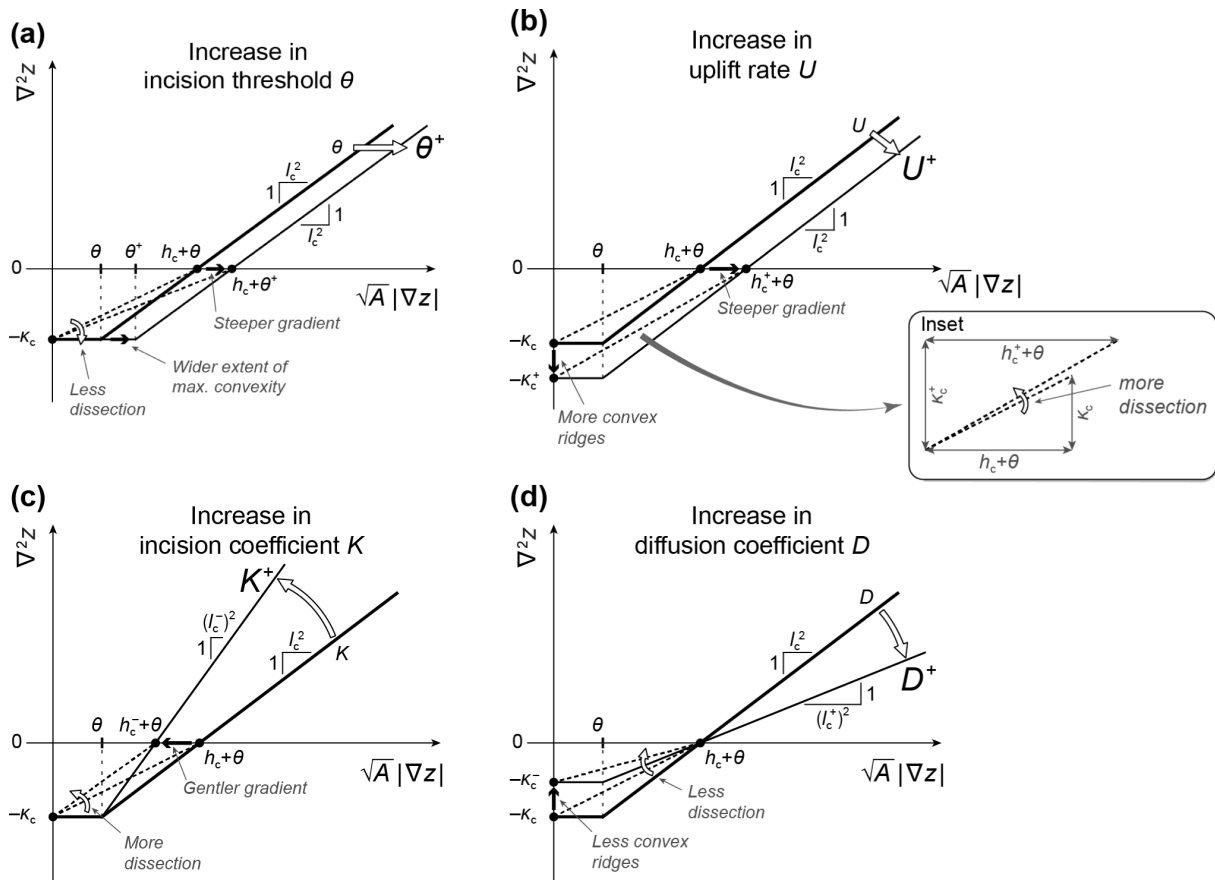 (a)
Increase in
incision threshold θ
∇²z
θ
θ⁺
l_c²
1
1
l_c²
θ
θ⁺
h_c+θ
0
h_c+θ⁺
√A |∇z|
Steeper gradient
−κ_c
Less
dissection
Wider extent of
max. convexity
(b)
Increase in
uplift rate U
∇²z
U
U⁺
l_c²
1
1
l_c²
θ
h_c+θ
0
h_c⁺+θ
√A |∇z|
Steeper gradient
−κ_c
−κ_c⁺
More convex
ridges
Inset
h_c⁺+θ
κ_c⁺
κ_c
more
dissection
h_c+θ
(c)
Increase in
incision coefficient K
∇²z
K⁺
(l_c⁻)²
1
l_c²
1
K
θ
h_c⁻+θ
0
h_c+θ
√A |∇z|
Gentler gradient
−κ_c
More
dissection
(d)
Increase in
diffusion coefficient D
∇²z
D
l_c²
1
D⁺
1
(l_c⁺)²
θ
0
h_c+θ
√A |∇z|
−κ_c⁻
−κ_c
Less
dissection
Less convex
ridges